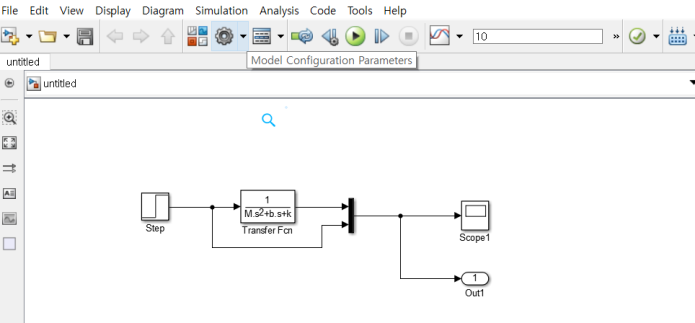 File Edit View Display Diagram Simulation Analysis Code Tools Help
10
»
untitled
Model Configuration Parameters
untitled
A
1
M.s²+b.s+k
Step
Transfer Fcn
Scope1
1
Out1